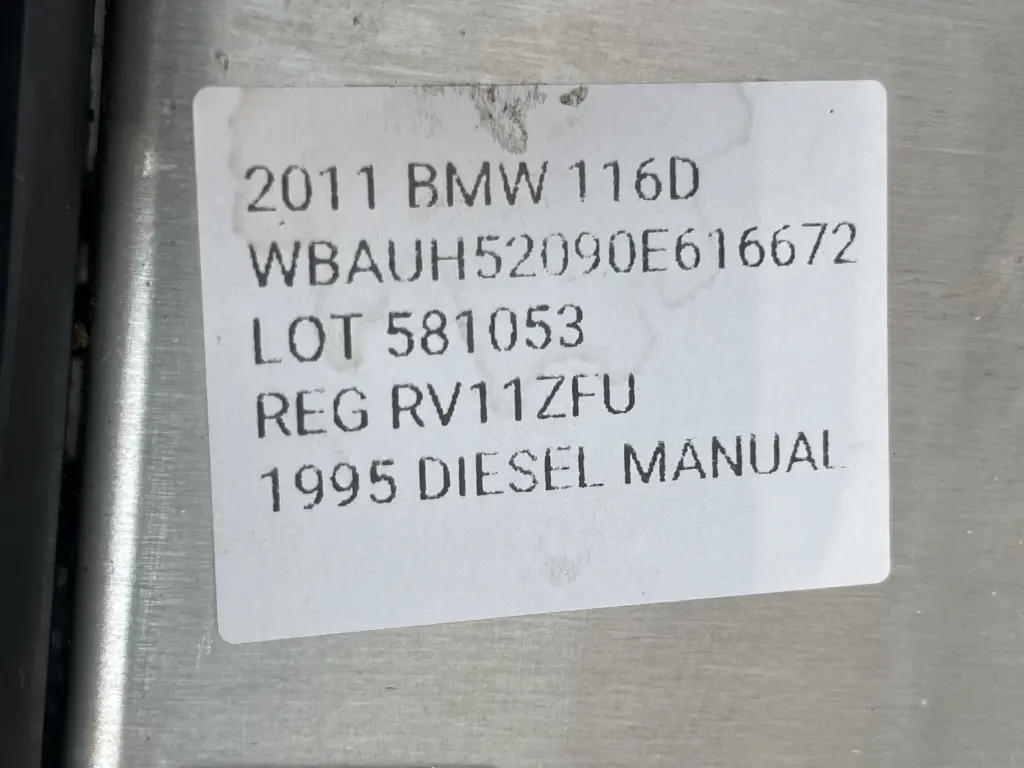 2011 BMW 116D
WBAUH52090E616672
LOT 581053
REG RV11ZFU
1995 DIESEL MANUAL